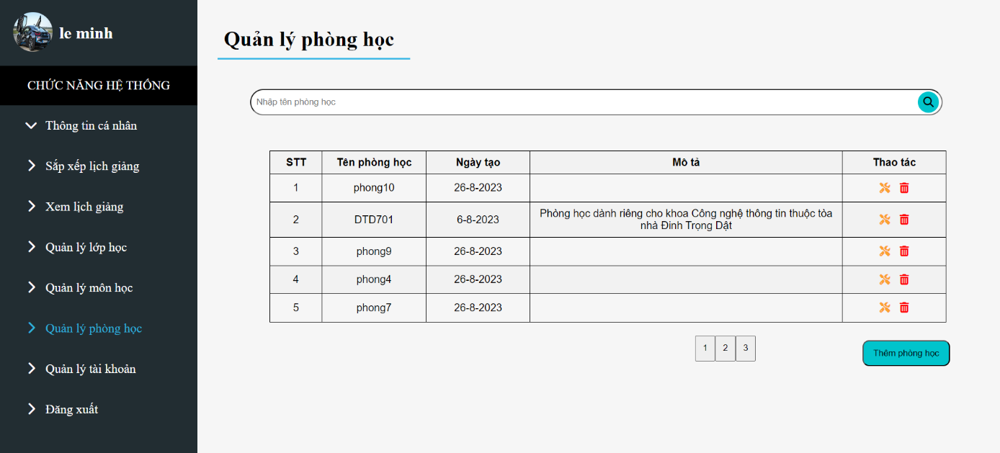 le minh
CHỨC NĂNG HỆ THỐNG
Thông tin cá nhân
Sắp xếp lịch giảng
Xem lịch giảng
Quản lý lớp học
Quản lý môn học
Quản lý phòng học
Quản lý tài khoản
Đăng xuất
Quản lý phòng học
Nhập tên phòng học
STT Tên phòng học Ngày tạo Mô tả Thao tác
1 phong10 26-8-2023
2 DTD701 6-8-2023 Phòng học dành riêng cho khoa Công nghệ thông tin thuộc tòa
nhà Đinh Trọng Dật
3 phong9 26-8-2023
4 phong4 26-8-2023
5 phong7 26-8-2023
1 2 3
Thêm phòng học